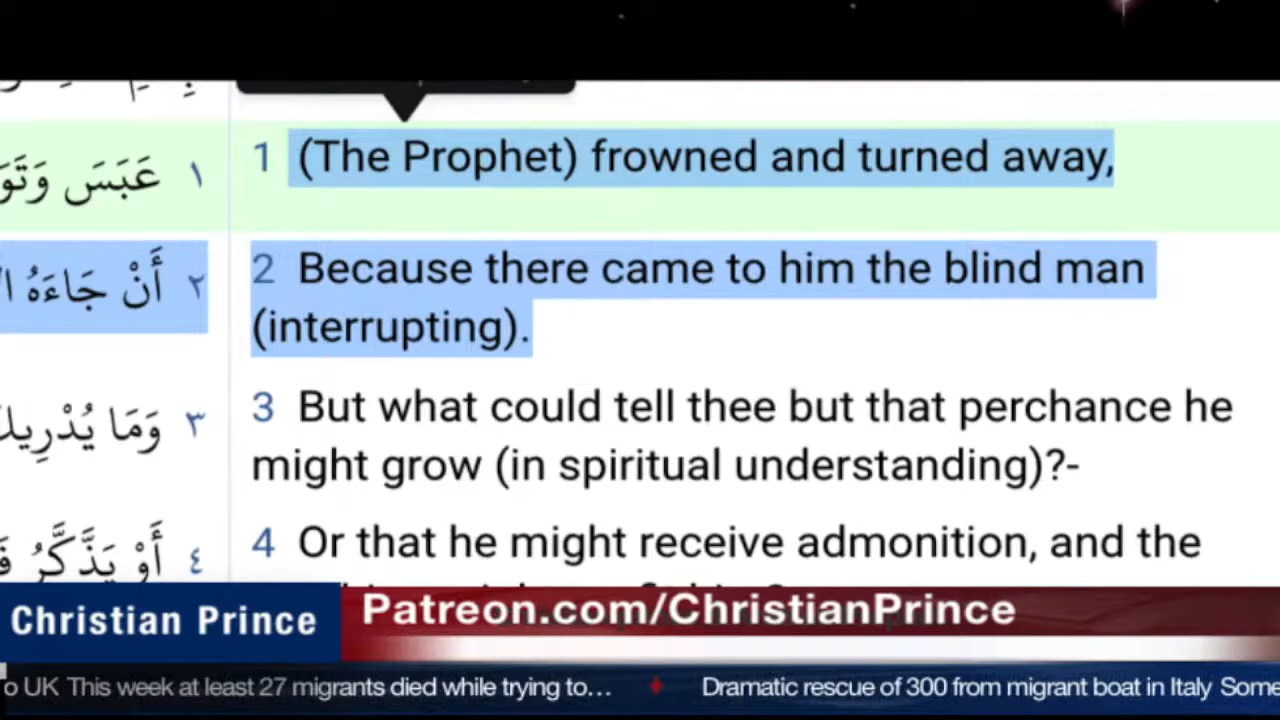 ١ عَبَسَ
1 (The Prophet) frowned and turned away,
٢ أَنْ جَاءَهُ
2 Because there came to him the blind man
(interrupting).
٣ وَمَا
3 But what could tell thee but that perchance he
might grow (in spiritual understanding)?-
٤ أَوْ يَذَّكَّرُ
4 Or that he might receive admonition, and the
Christian Prince
Patreon.com/ChristianPrince
o UK This week at least 27 migrants died while trying to… Dramatic rescue of 300 from migrant boat in Italy Some